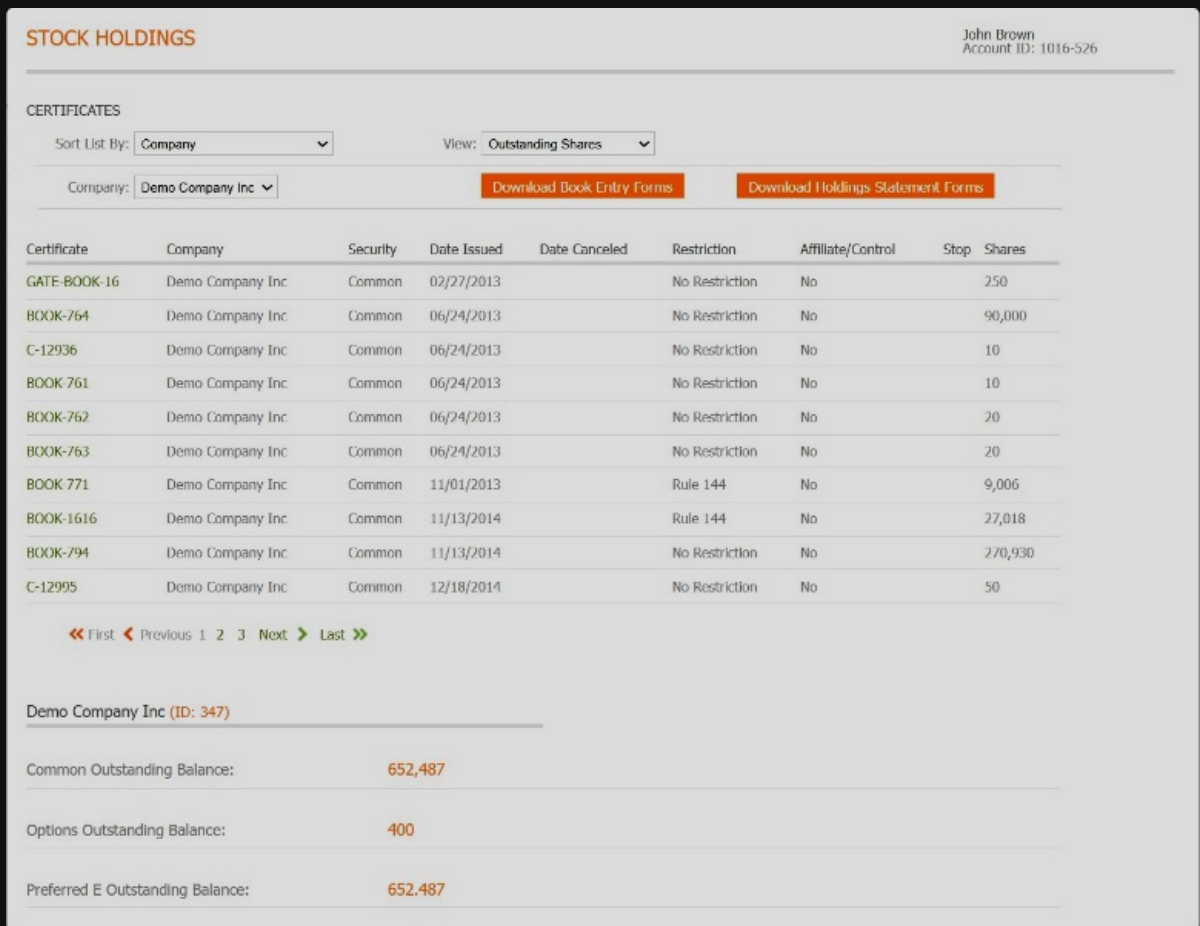 STOCK HOLDINGS
John Brown
Account ID: 1016-526
CERTIFICATES
Sort List By: Company View: Outstanding Shares
Company: Demo Company Inc Download Book Entry Forms Download Holdings Statement Forms
Certificate Company Security Date Issued Date Canceled Restriction Affiliate/Control Stop Shares
GATE-BOOK-16 Demo Company Inc Common 02/27/2013 No Restriction No 250
BOOK-764 Demo Company Inc Common 06/24/2013 No Restriction No 90,000
C-12936 Demo Company Inc Common 06/24/2013 No Restriction No 10
BOOK-761 Demo Company Inc Common 06/24/2013 No Restriction No 10
BOOK-762 Demo Company Inc Common 06/24/2013 No Restriction No 20
BOOK-763 Demo Company Inc Common 06/24/2013 No Restriction No 20
BOOK-771 Demo Company Inc Common 11/01/2013 Rule 144 No 9,006
BOOK-1616 Demo Company Inc Common 11/13/2014 Rule 144 No 27,018
BOOK-794 Demo Company Inc Common 11/13/2014 No Restriction No 270,930
C-12995 Demo Company Inc Common 12/18/2014 No Restriction No 50
First Previous 1 2 3 Next Last
Demo Company Inc (ID: 347)
Common Outstanding Balance: 652,487
Options Outstanding Balance: 400
Preferred E Outstanding Balance: 652.487